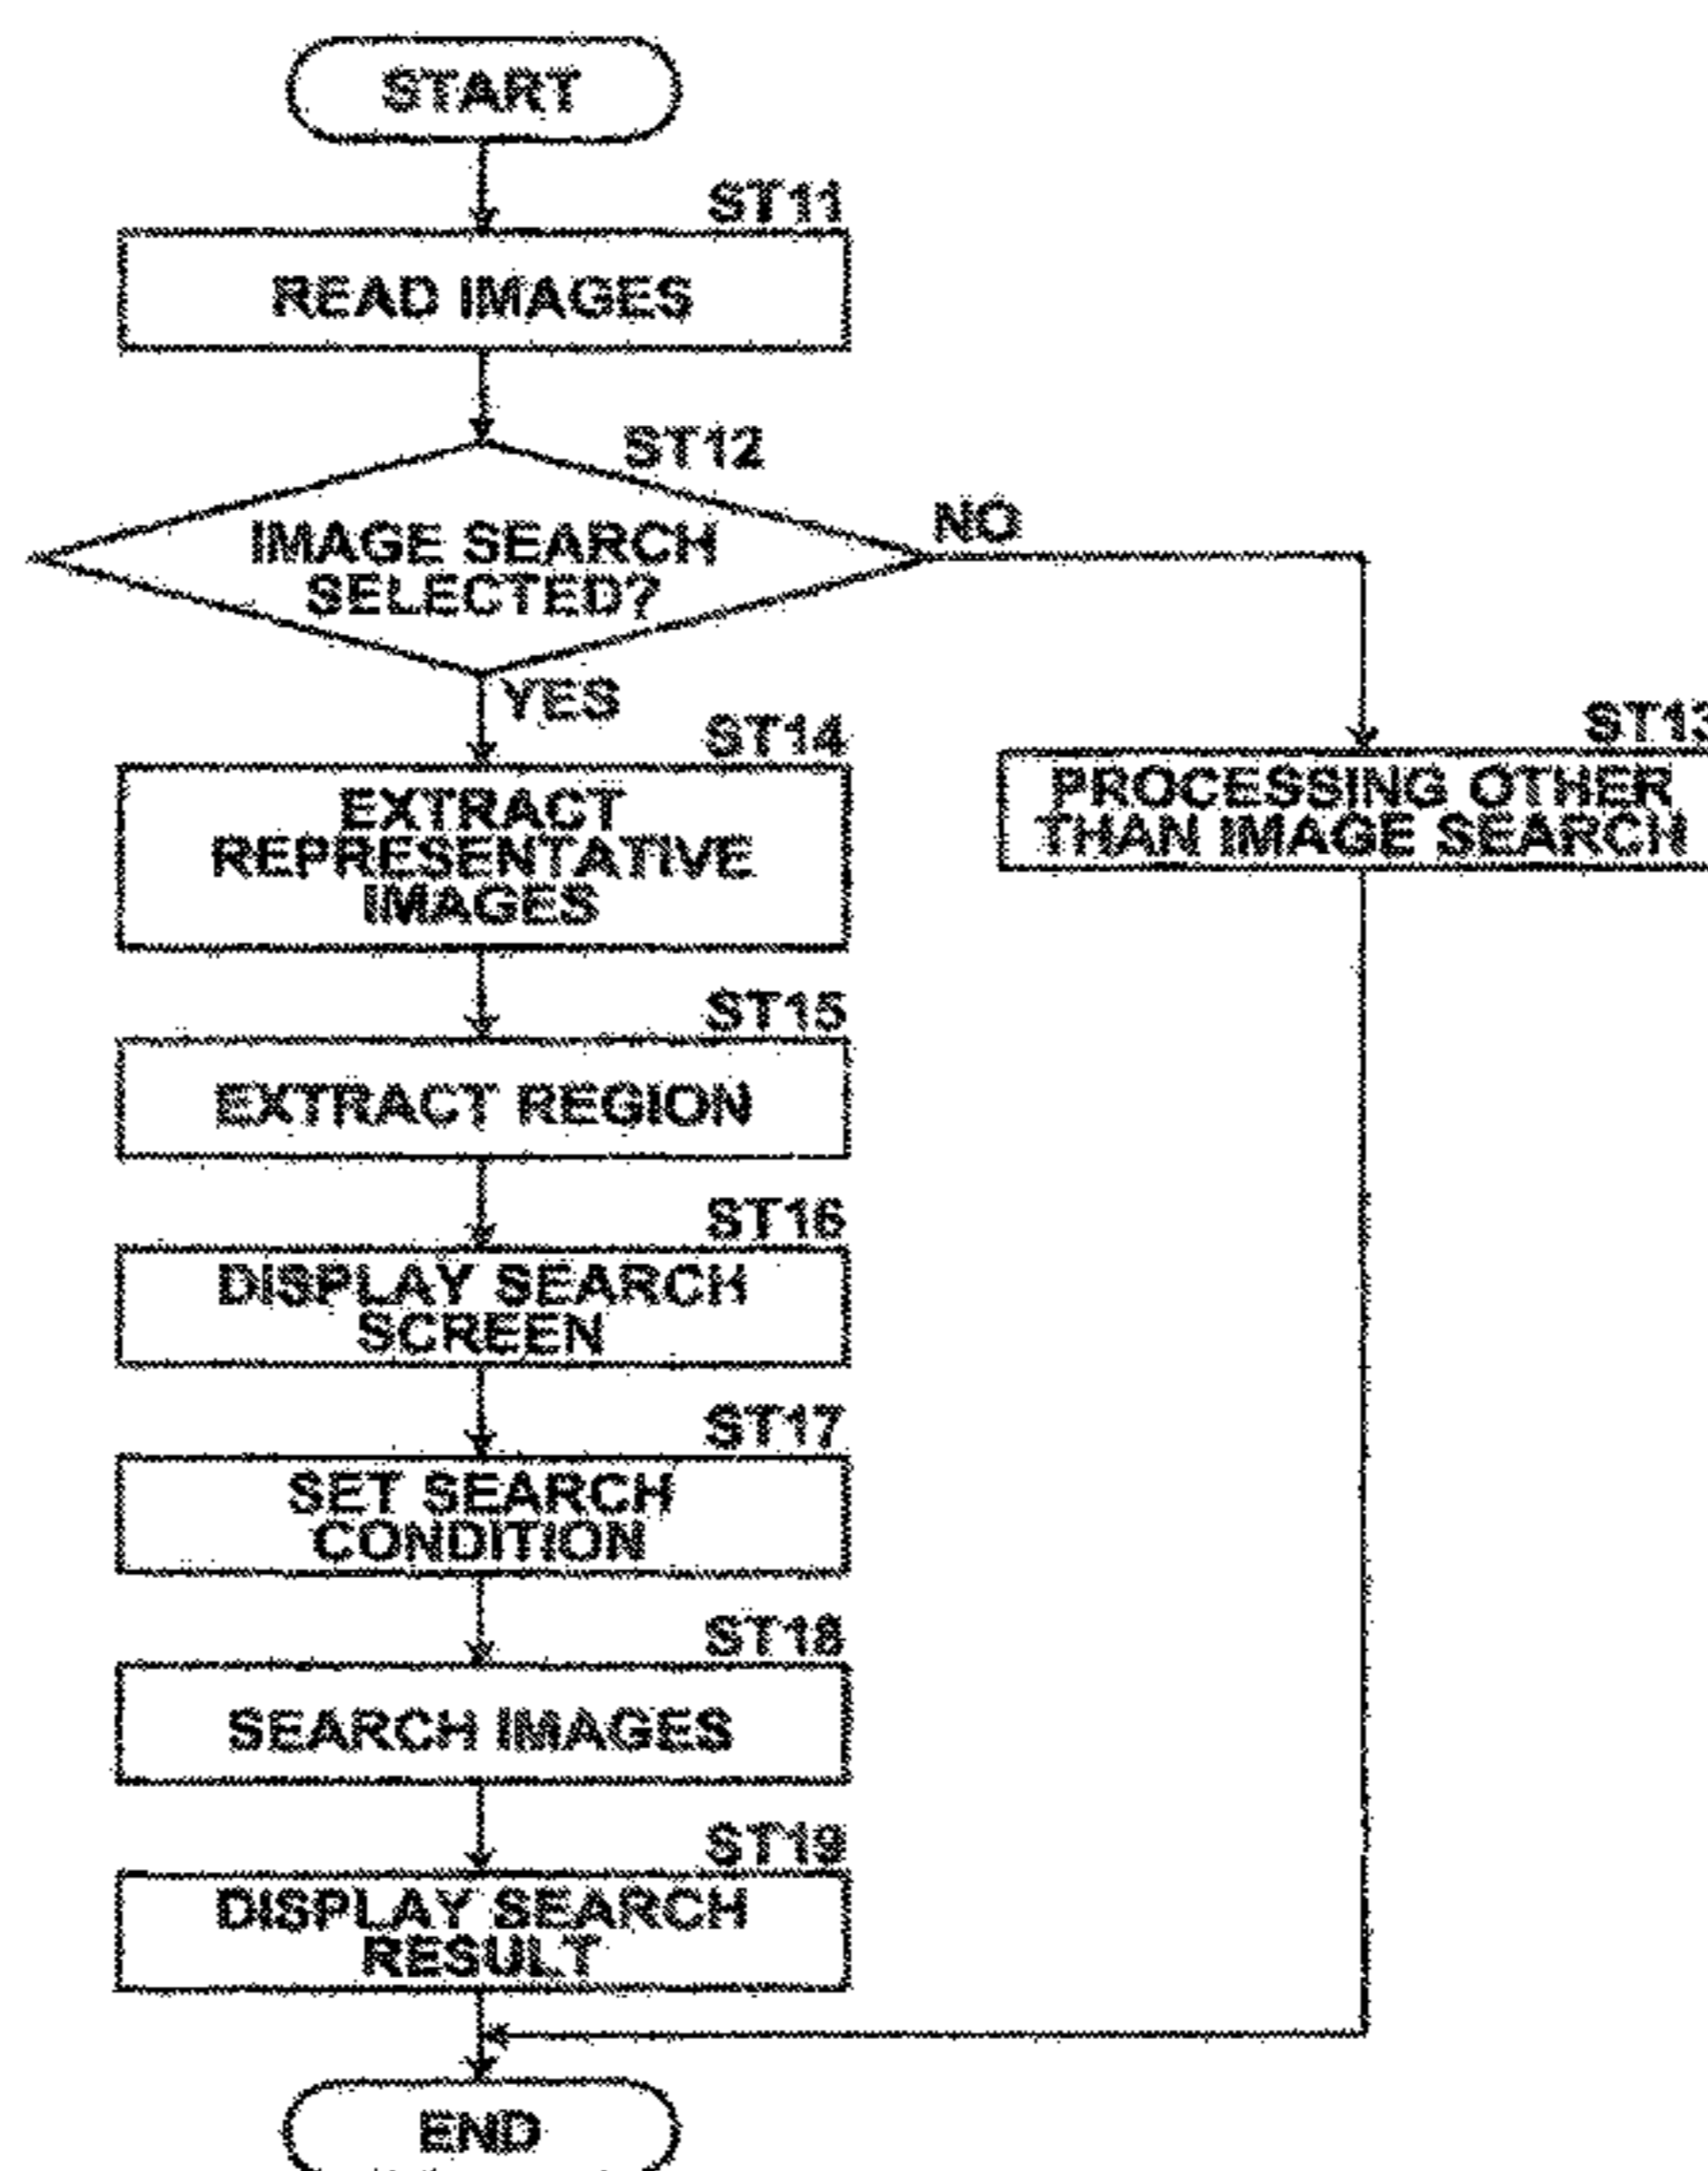 START
ST11
READ IMAGES
ST12
IMAGE SEARCH
SELECTED?
NO
YES
ST13
PROCESSING OTHER
THAN IMAGE SEARCH
ST14
EXTRACT
REPRESENTATIVE
IMAGES
ST15
EXTRACT REGION
ST16
DISPLAY SEARCH
SCREEN
ST17
SET SEARCH
CONDITION
ST18
SEARCH IMAGES
ST19
DISPLAY SEARCH
RESULT
END